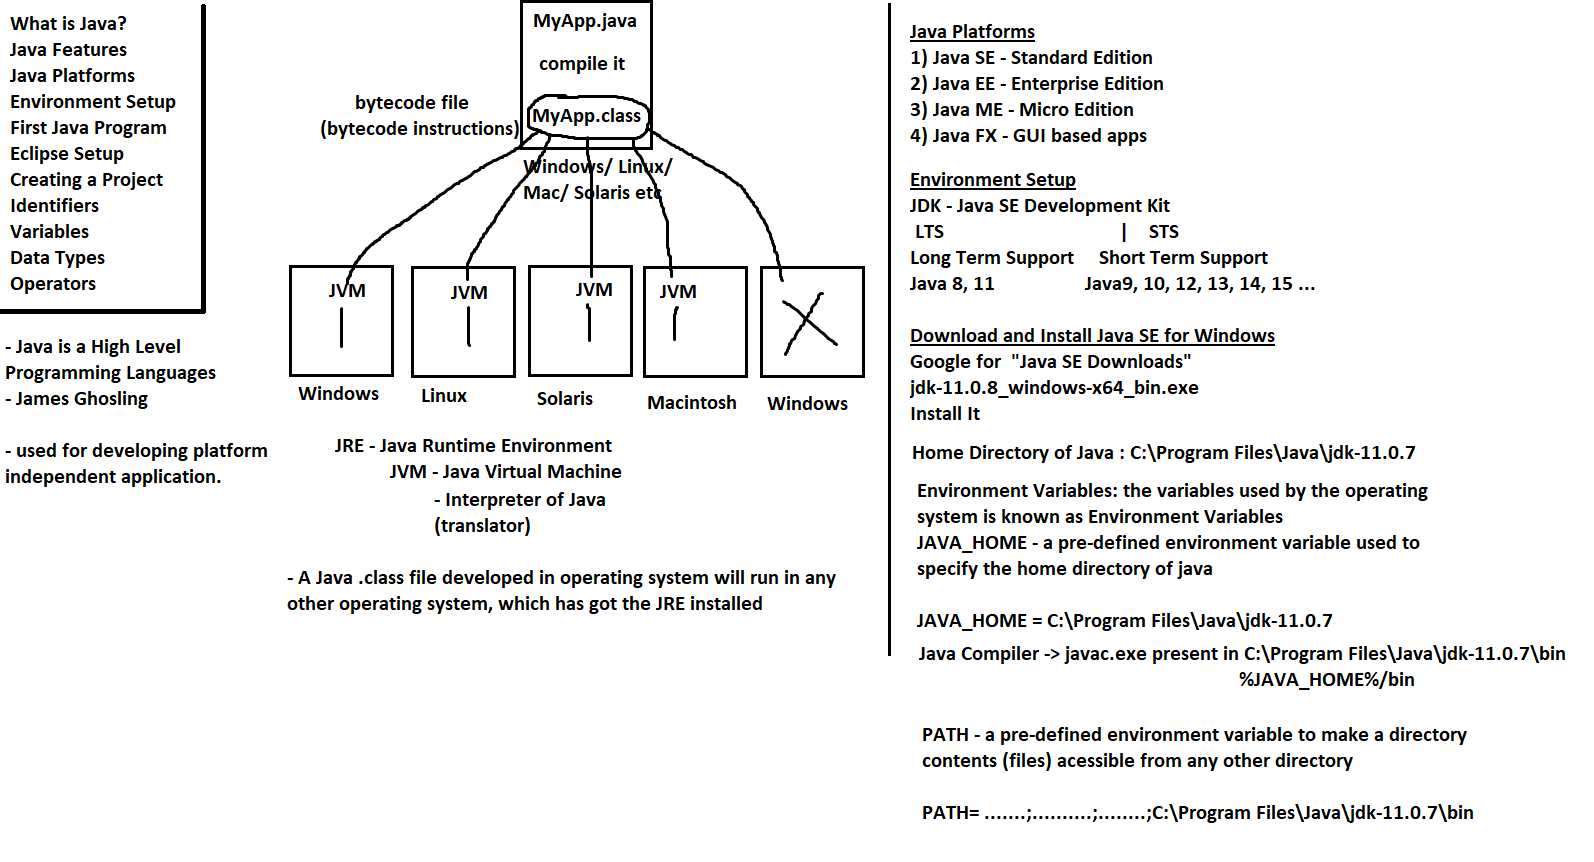 What is Java?
Java Features
Java Platforms
Environment Setup
First Java Program
Eclipse Setup
Creating a Project
Identifiers
Variables
Data Types
Operators
- Java is a High Level
Programming Languages
- James Ghosling
- used for developing platform
independent application.
MyApp.java
compile it
MyApp.class
bytecode file
(bytecode instructions)
Windows/ Linux/
Mac/ Solaris etc
JVM
JVM
JVM
JVM
Windows
Linux
Solaris
Macintosh
Windows
JRE - Java Runtime Environment
JVM - Java Virtual Machine
- Interpreter of Java
(translator)
- A Java .class file developed in operating system will run in any
other operating system, which has got the JRE installed
Java Platforms
1) Java SE - Standard Edition
2) Java EE - Enterprise Edition
3) Java ME - Micro Edition
4) Java FX - GUI based apps
Environment Setup
JDK - Java SE Development Kit
LTS | STS
Long Term Support Short Term Support
Java 8, 11 Java9, 10, 12, 13, 14, 15 ...
Download and Install Java SE for Windows
Google for "Java SE Downloads"
jdk-11.0.8_windows-x64_bin.exe
Install It
Home Directory of Java : C:\Program Files\Java\jdk-11.0.7
Environment Variables: the variables used by the operating
system is known as Environment Variables
JAVA_HOME - a pre-defined environment variable used to
specify the home directory of java
JAVA_HOME = C:\Program Files\Java\jdk-11.0.7
Java Compiler -> javac.exe present in C:\Program Files\Java\jdk-11.0.7\bin
%JAVA_HOME%/bin
PATH - a pre-defined environment variable to make a directory
contents (files) acessible from any other directory
PATH= .......;..........;........;C:\Program Files\Java\jdk-11.0.7\bin